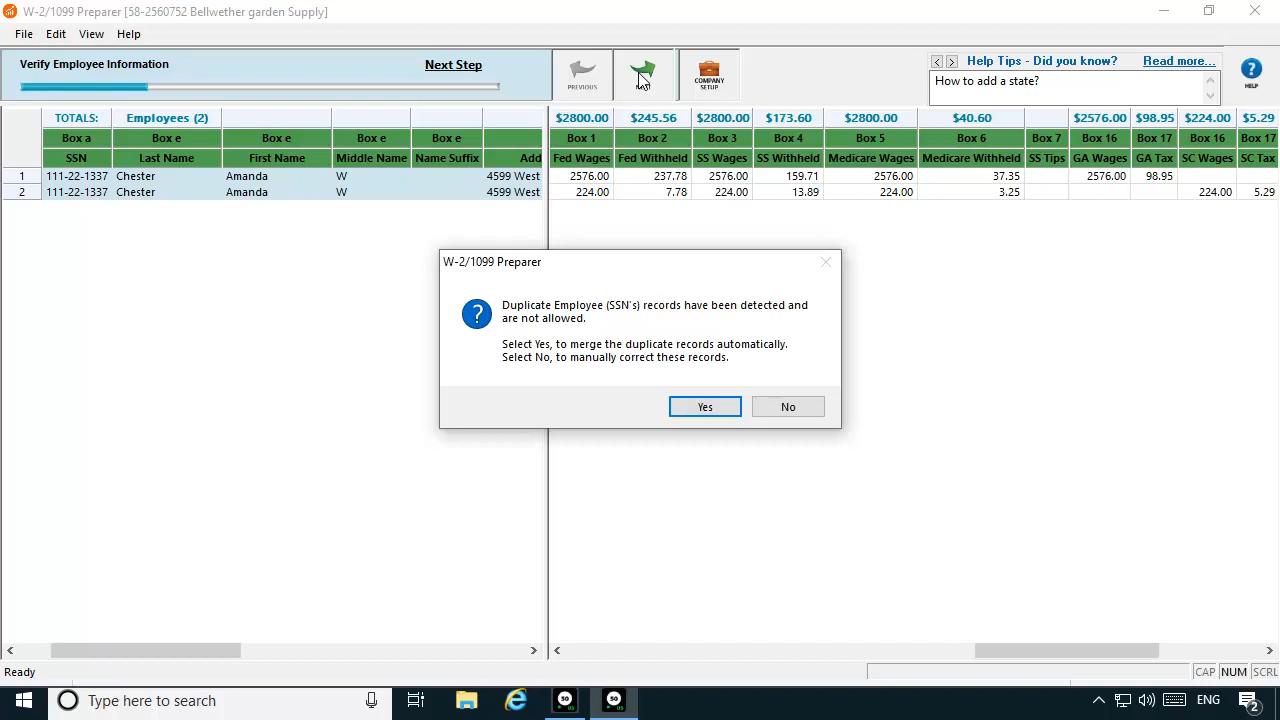 W-2/1099 Preparer [58-2560752 Bellwether garden Supply]
File Edit View Help
Verify Employee Information Next Step
PREVIOUS
COMPANY
SETUP
Help Tips - Did you know? Read more...
How to add a state?
HELP
TOTALS: Employees (2) $2800.00 $245.56 $2800.00 $173.60 $2800.00 $40.60 $2576.00 $98.95 $224.00 $5.29
Box a Box e Box e Box e Box e Box 1 Box 2 Box 3 Box 4 Box 5 Box 6 Box 7 Box 16 Box 17 Box 16 Box 17
SSN Last Name First Name Middle Name Name Suffix Add Fed Wages Fed Withheld SS Wages SS Withheld Medicare Wages Medicare Withheld SS Tips GA Wages GA Tax SC Wages SC Tax
1 111-22-1337 Chester Amanda W 4599 West 2576.00 237.78 2576.00 159.71 2576.00 37.35 2576.00 98.95
2 111-22-1337 Chester Amanda W 4599 West 224.00 7.78 224.00 13.89 224.00 3.25 224.00 5.29
W-2/1099 Preparer
Duplicate Employee (SSN's) records have been detected and
are not allowed.
Select Yes, to merge the duplicate records automatically.
Select No, to manually correct these records.
Yes No
Ready CAP NUM SCRL
Type here to search
50
US
50
US
ENG
2